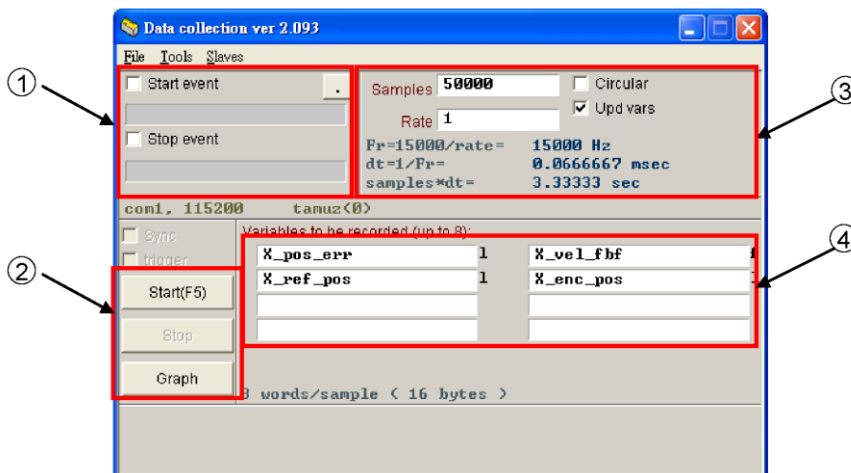 Data collection ver 2.093
File Tools Slaves
① Start event . Samples 50000 Circular ③
Rate 1 Upd vars
Stop event Fr=15000/rate= 15000 Hz
dt=1/Fr= 0.0666667 msec
samples*dt= 3.33333 sec
com1, 115200 tamuz<0>
Sync Variables to be recorded (up to 8):
trigger X_pos_err l X_vel_fbf f ④
② Start(F5) X_ref_pos l X_enc_pos
Stop
Graph
words/sample < 16 bytes >